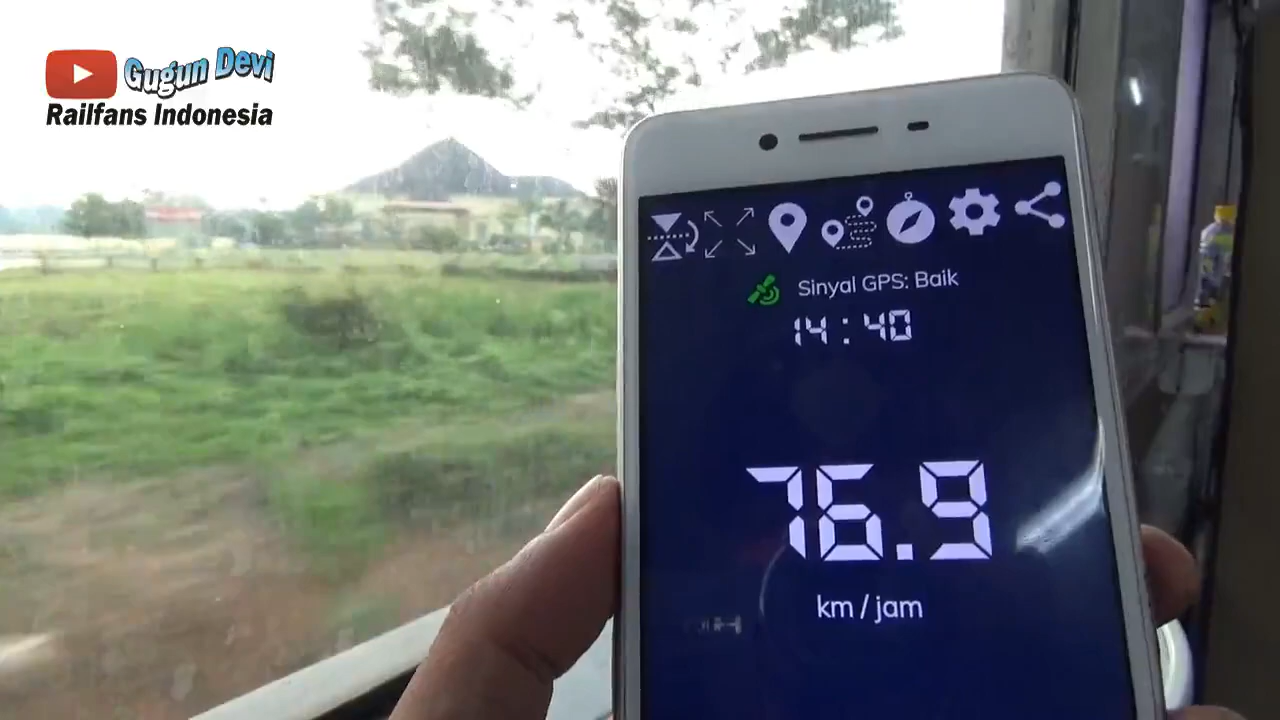 Gugun Devi
Railfans Indonesia
Sinyal GPS: Baik
14:40
76.9
km / jam